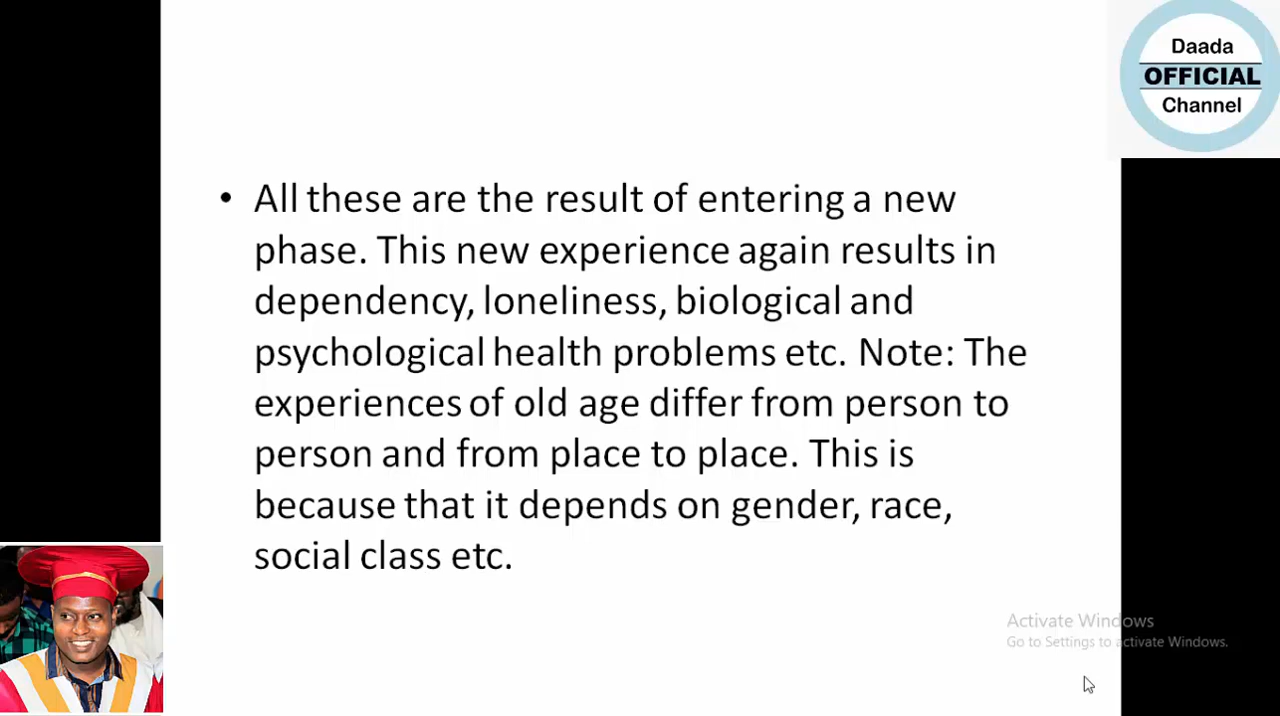 Daada
OFFICIAL
Channel
• All these are the result of entering a new
phase. This new experience again results in
dependency, loneliness, biological and
psychological health problems etc. Note: The
experiences of old age differ from person to
person and from place to place. This is
because that it depends on gender, race,
social class etc.
Activate Windows
Go to Settings to activate Windows.